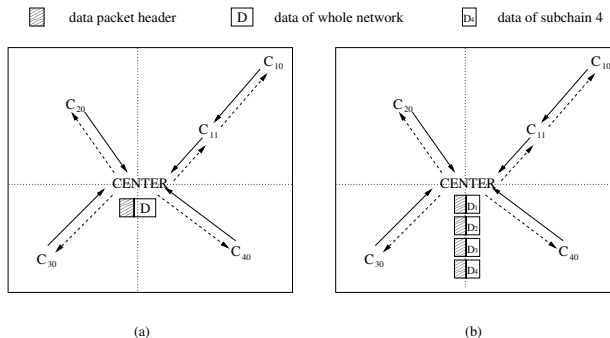 data packet header
D data of whole network
D4 data of subchain 4
C10
C20
C11
CENTER
D
C30
C40
(a)
C10
C20
C11
CENTER
D1
D2
D3
D4
C30
C40
(b)